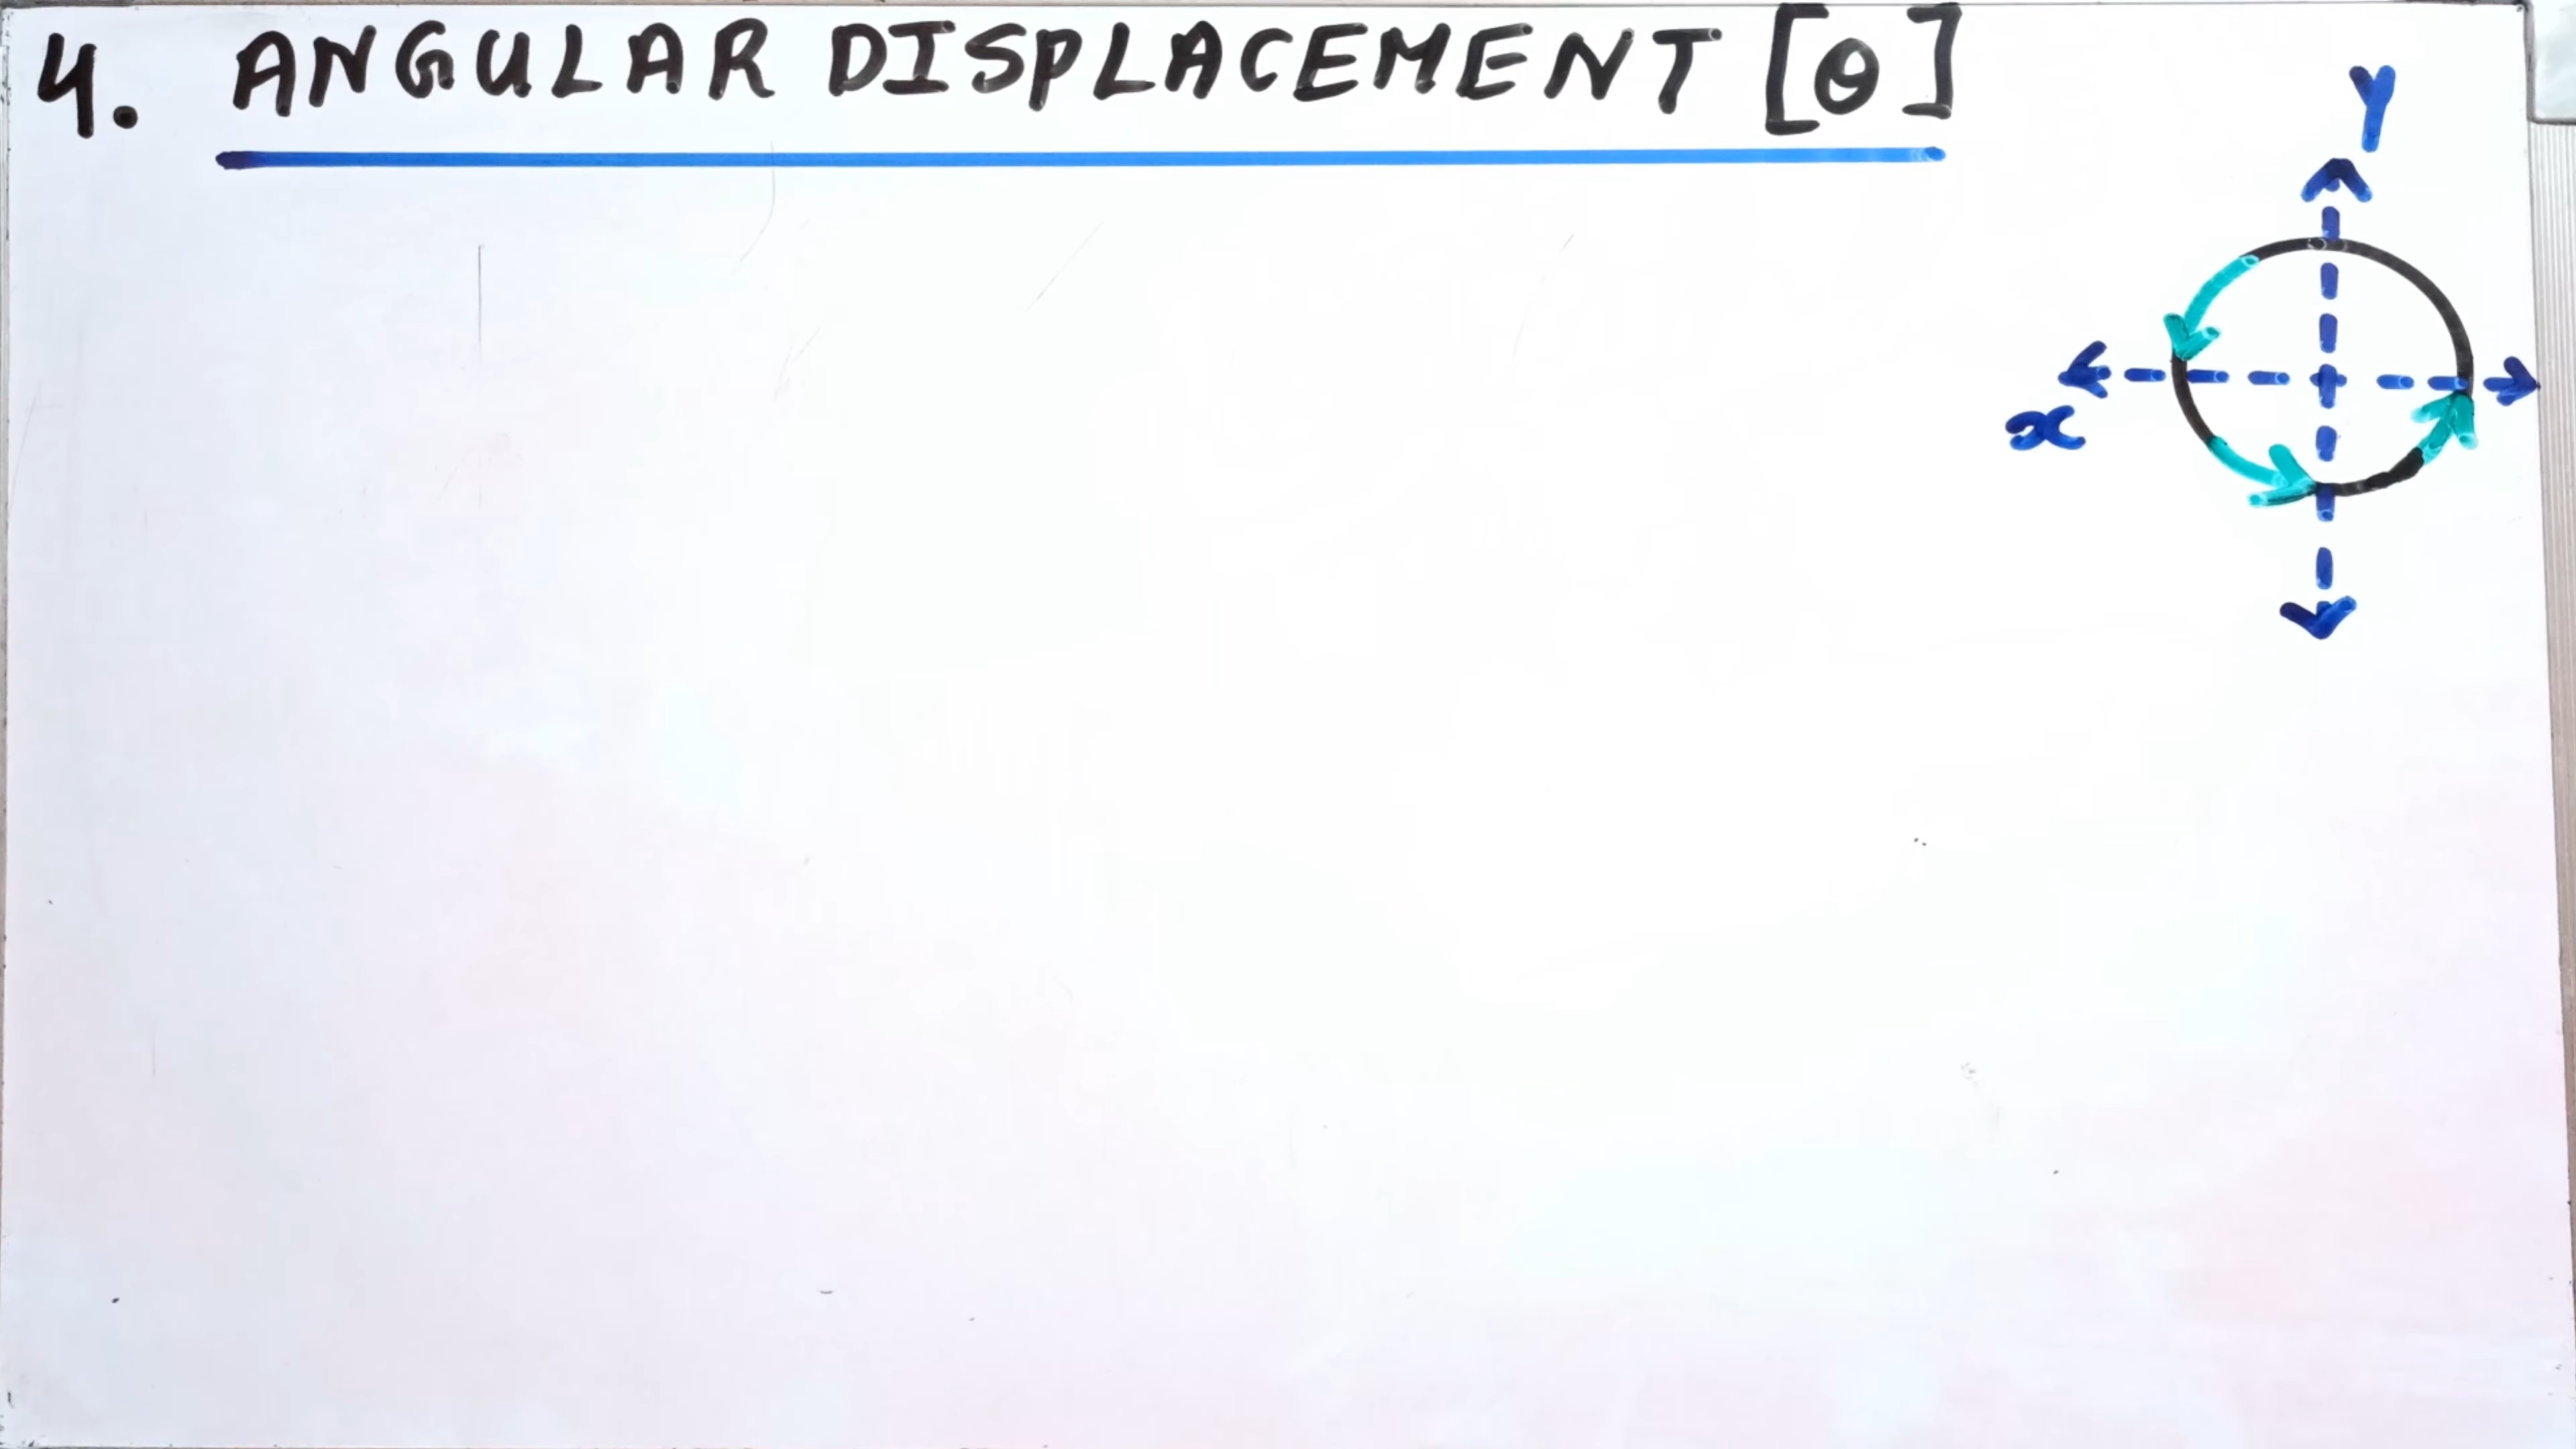 4. ANGULAR DISPLACEMENT [θ]
Y
x